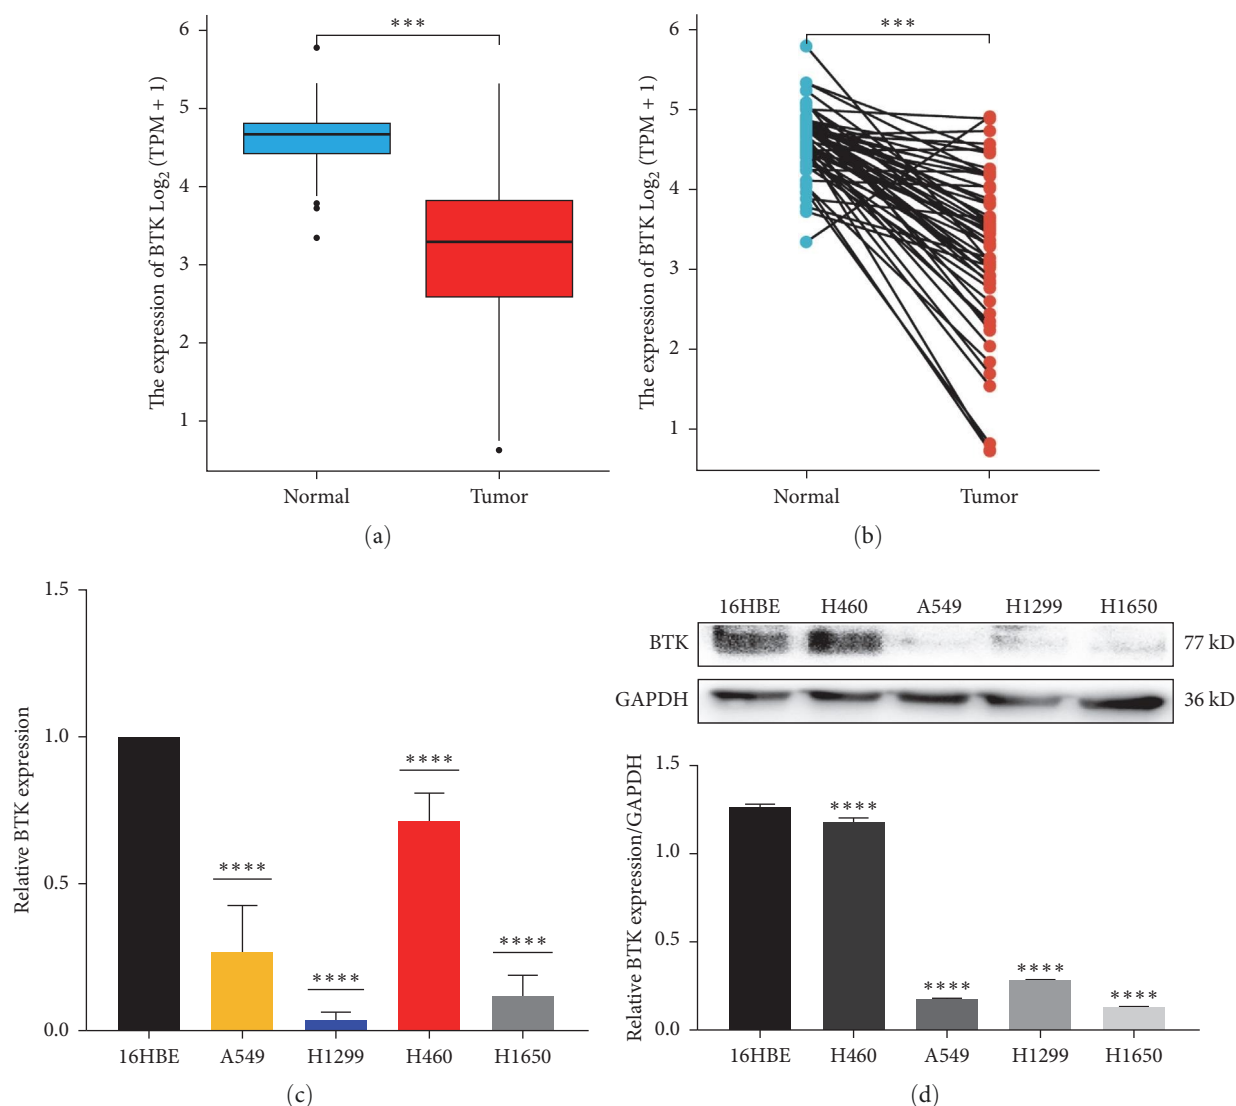 The expression of BTK Log2 (TPM + 1)
6
5
4
3
2
1
***
Normal
Tumor
(a)
The expression of BTK Log2 (TPM + 1)
6
5
4
3
2
1
***
Normal
Tumor
(b)
Relative BTK expression
1.5
1.0
0.5
0.0
****
****
****
****
16HBE
A549
H1299
H460
H1650
(c)
16HBE H460 A549 H1299 H1650
BTK 77 kD
GAPDH 36 kD
Relative BTK expression/GAPDH
1.5
1.0
0.5
0.0
****
****
****
****
16HBE
H460
A549
H1299
H1650
(d)